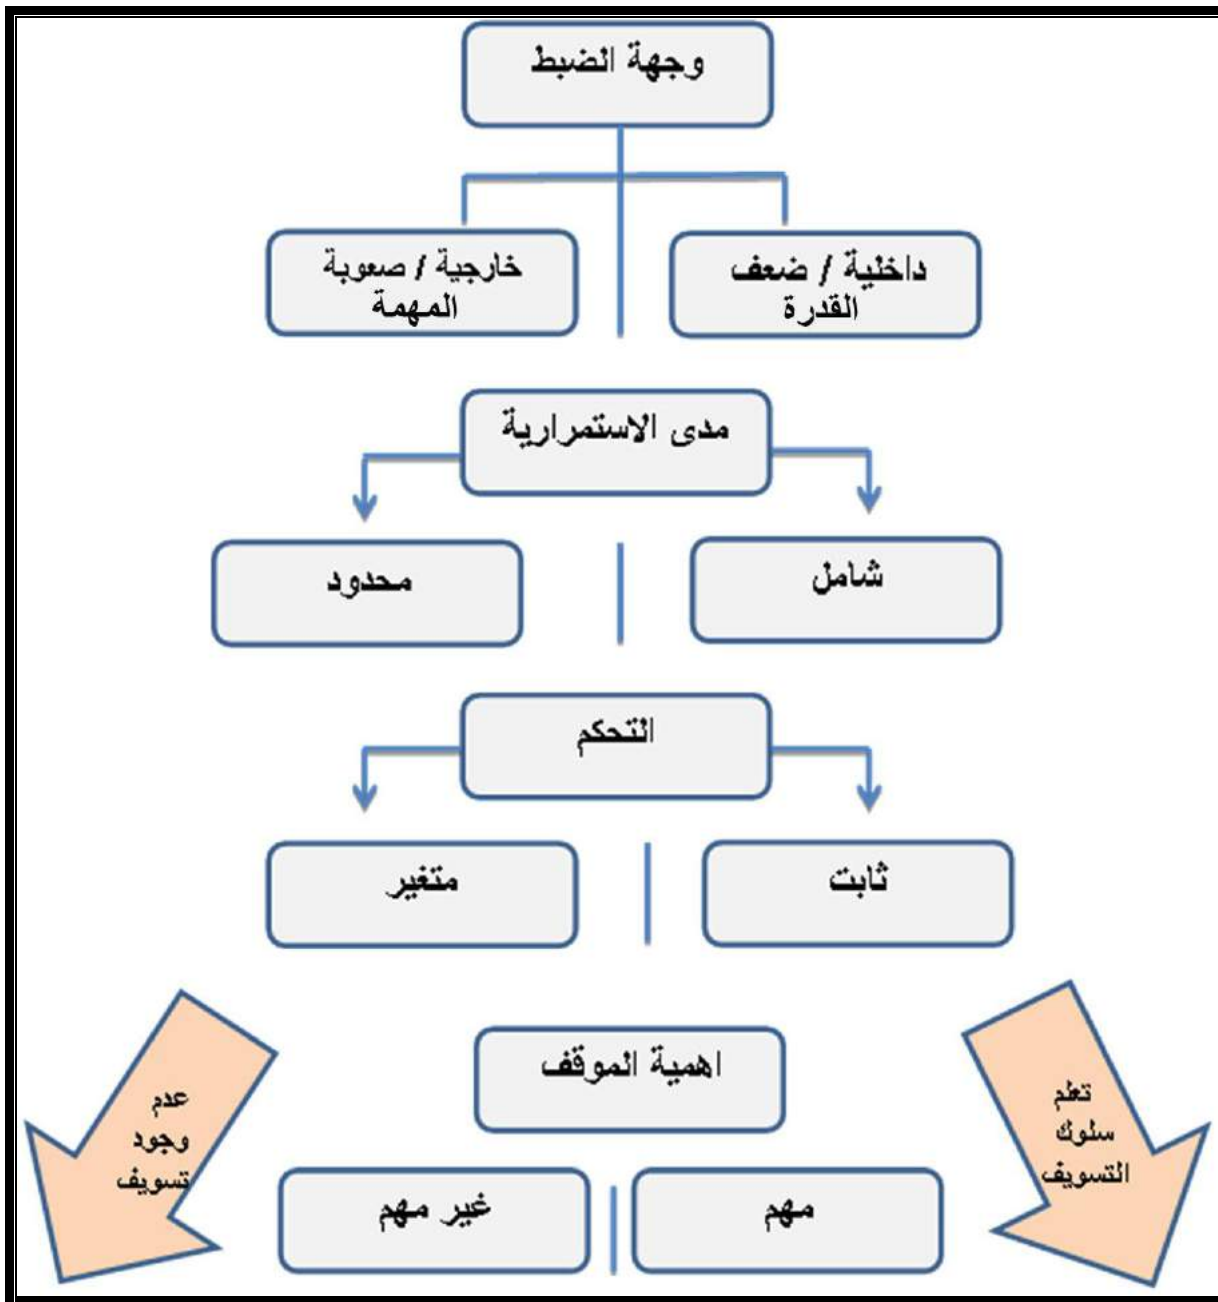 وجهة الضبط
داخلية / ضعف
القدرة
خارجية / صعوبة
المهمة
مدى الاستمرارية
شامل
محدود
التحكم
ثابت
متغير
تعلم
سلوك
التسويف
عدم
وجود
تسويف
اهمية الموقف
مهم
غير مهم